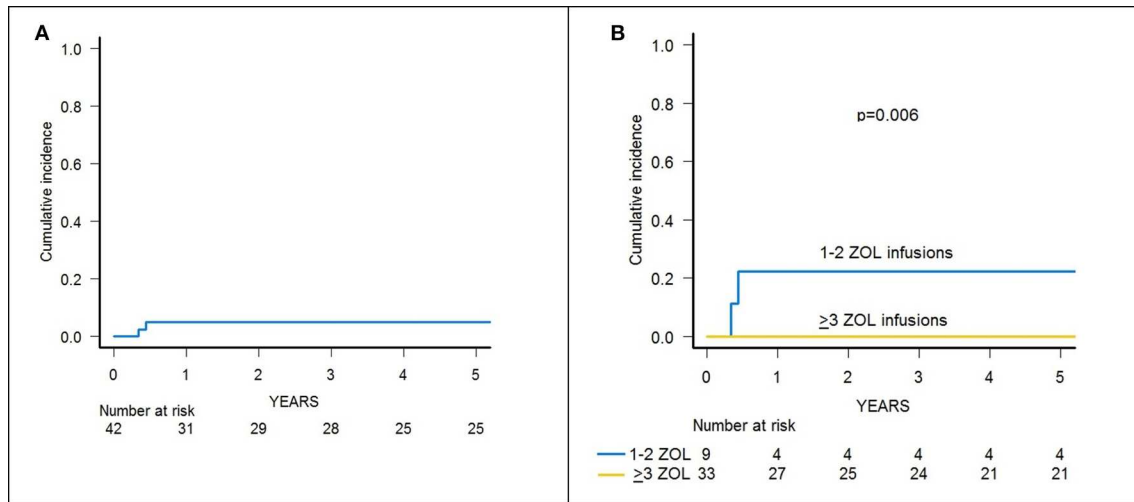 A
1.0
0.8
0.6
0.4
0.2
0.0
Cumulative incidence
0 1 2 3 4 5
YEARS
Number at risk
42 31 29 28 25 25
B
1.0
0.8
0.6
0.4
0.2
0.0
Cumulative incidence
p=0.006
1-2 ZOL infusions
≥3 ZOL infusions
0 1 2 3 4 5
YEARS
Number at risk
1-2 ZOL 9 4 4 4 4 4
≥3 ZOL 33 27 25 24 21 21